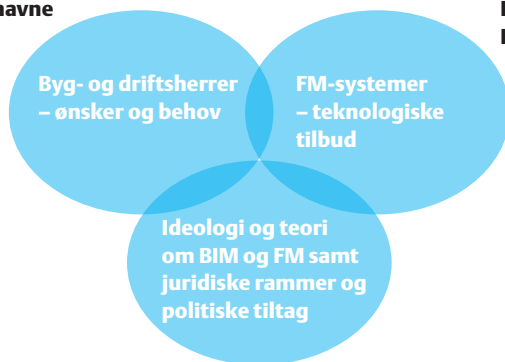 navne
Byg- og driftsherrer
– ønsker og behov
FM-systemer
– teknologiske
tilbud
Ideologi og teori
om BIM og FM samt
juridiske rammer og
politiske tiltag